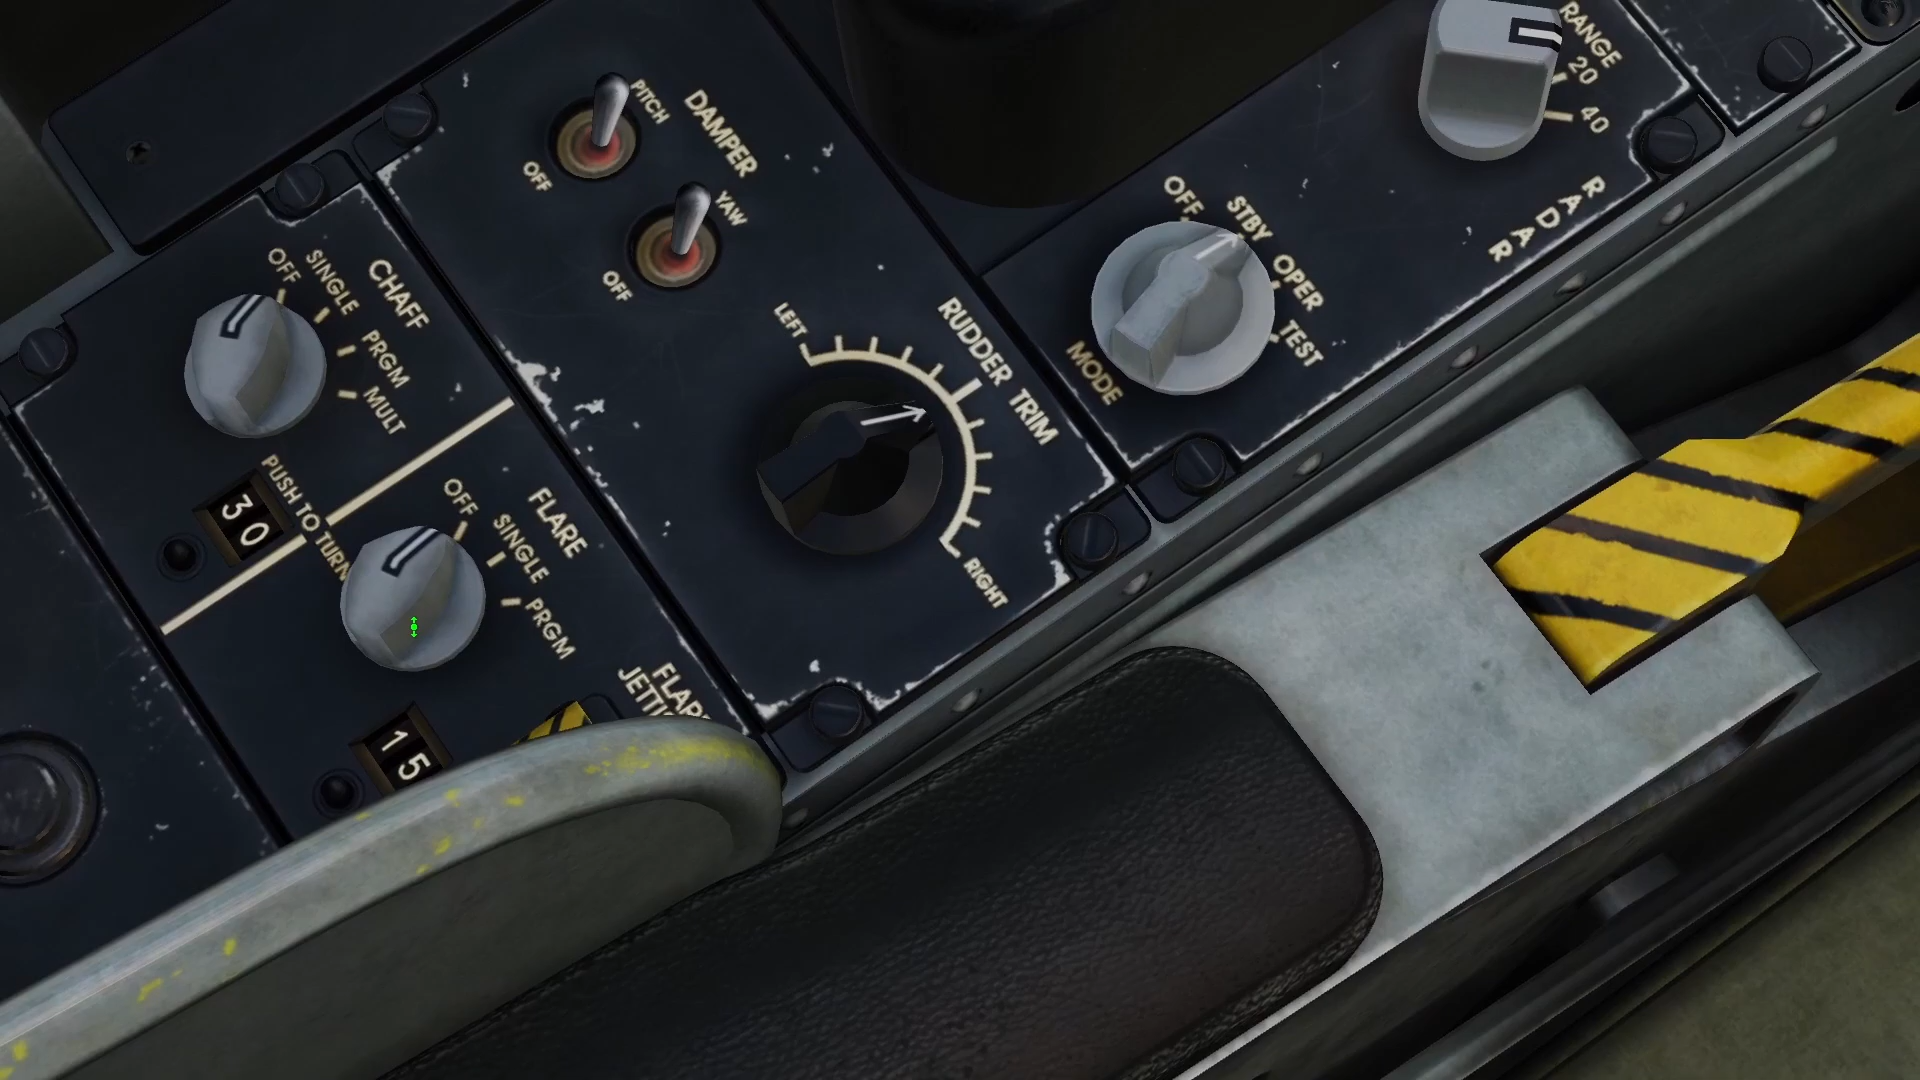 OFF
SINGLE
PRGM
MULT
CHAFF
30
PUSH TO TURN
OFF
SINGLE
PRGM
FLARE
15
PITCH
OFF
DAMPER
YAW
OFF
LEFT
RUDDER TRIM
RIGHT
OFF
STBY
OPER
TEST
MODE
RADAR
RANGE
20
40